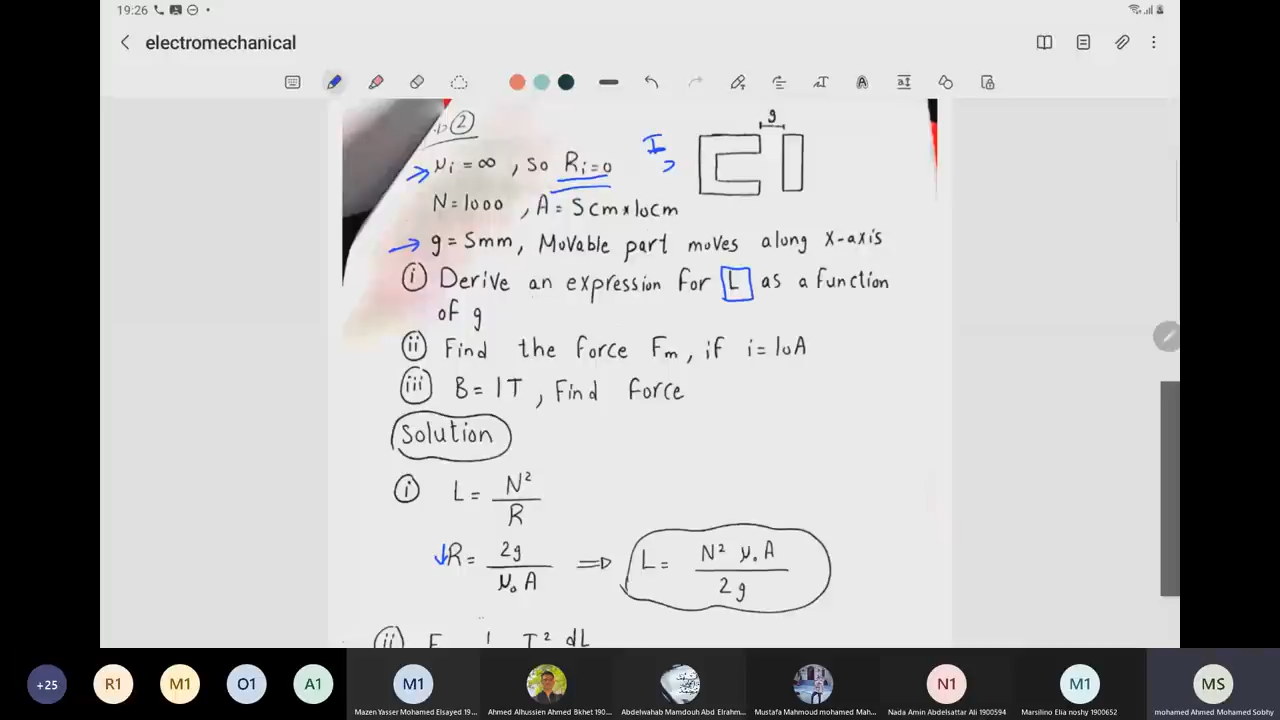 19:26
electromechanical
②
g
I
μi = ∞ , so Ri=0
N=1000 , A = 5cm×10cm
g = 5mm, Movable part moves along X-axis
(i) Derive an expression for L as a function
of g
(ii) Find the force Fm, if i=10A
(iii) B=1T, Find force
Solution
(i) L = N² / R
R = 2g / μ₀A ⇒ L = N² μ₀ A / 2g
(ii)
+25
R1
M1
O1
A1
M1
N1
M1
MS
Mazen Yasser Mohamed Elsayed 19...
Ahmed Alhussien Ahmed Bkhet 190...
Abdelwahab Mamdouh Abd Elrahm...
Mustafa Mahmoud mohamed Mah...
Nada Amin Abdelsattar Ali 1900594
Marsilino Elia noshy 1900652
mohamed Ahmed Mohamed Sobhy